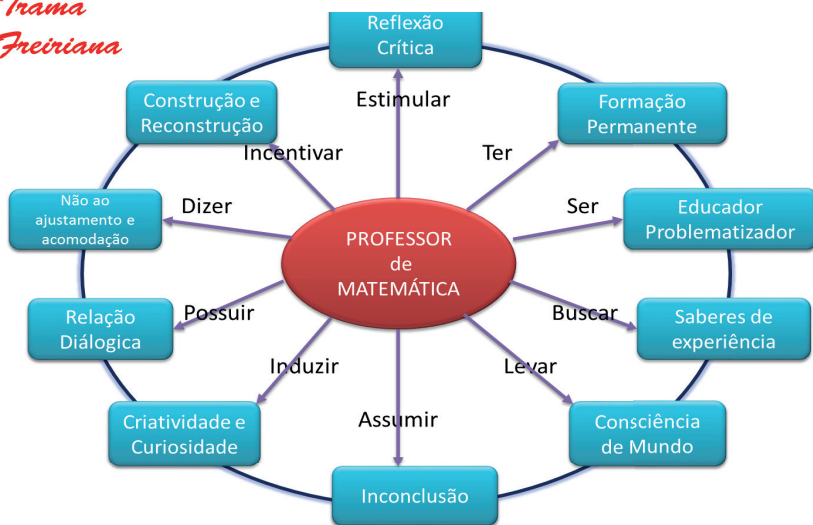 Trama
Freiriana
Reflexão
Crítica
Estimular
Formação
Permanente
Ter
Educador
Problematizador
Ser
Saberes de
experiência
Buscar
Consciência
de Mundo
Levar
Inconclusão
Assumir
Criatividade e
Curiosidade
Induzir
Relação
Diálogica
Possuir
Não ao
ajustamento e
acomodação
Dizer
Construção e
Reconstrução
Incentivar
PROFESSOR
de
MATEMÁTICA